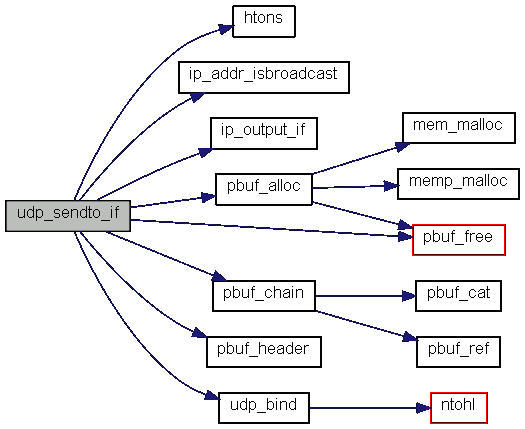 htons
ip_addr_isbroadcast
ip_output_if
mem_malloc
pbuf_alloc
memp_malloc
udp_sendto_if
pbuf_free
pbuf_chain
pbuf_cat
pbuf_header
pbuf_ref
udp_bind
ntohl